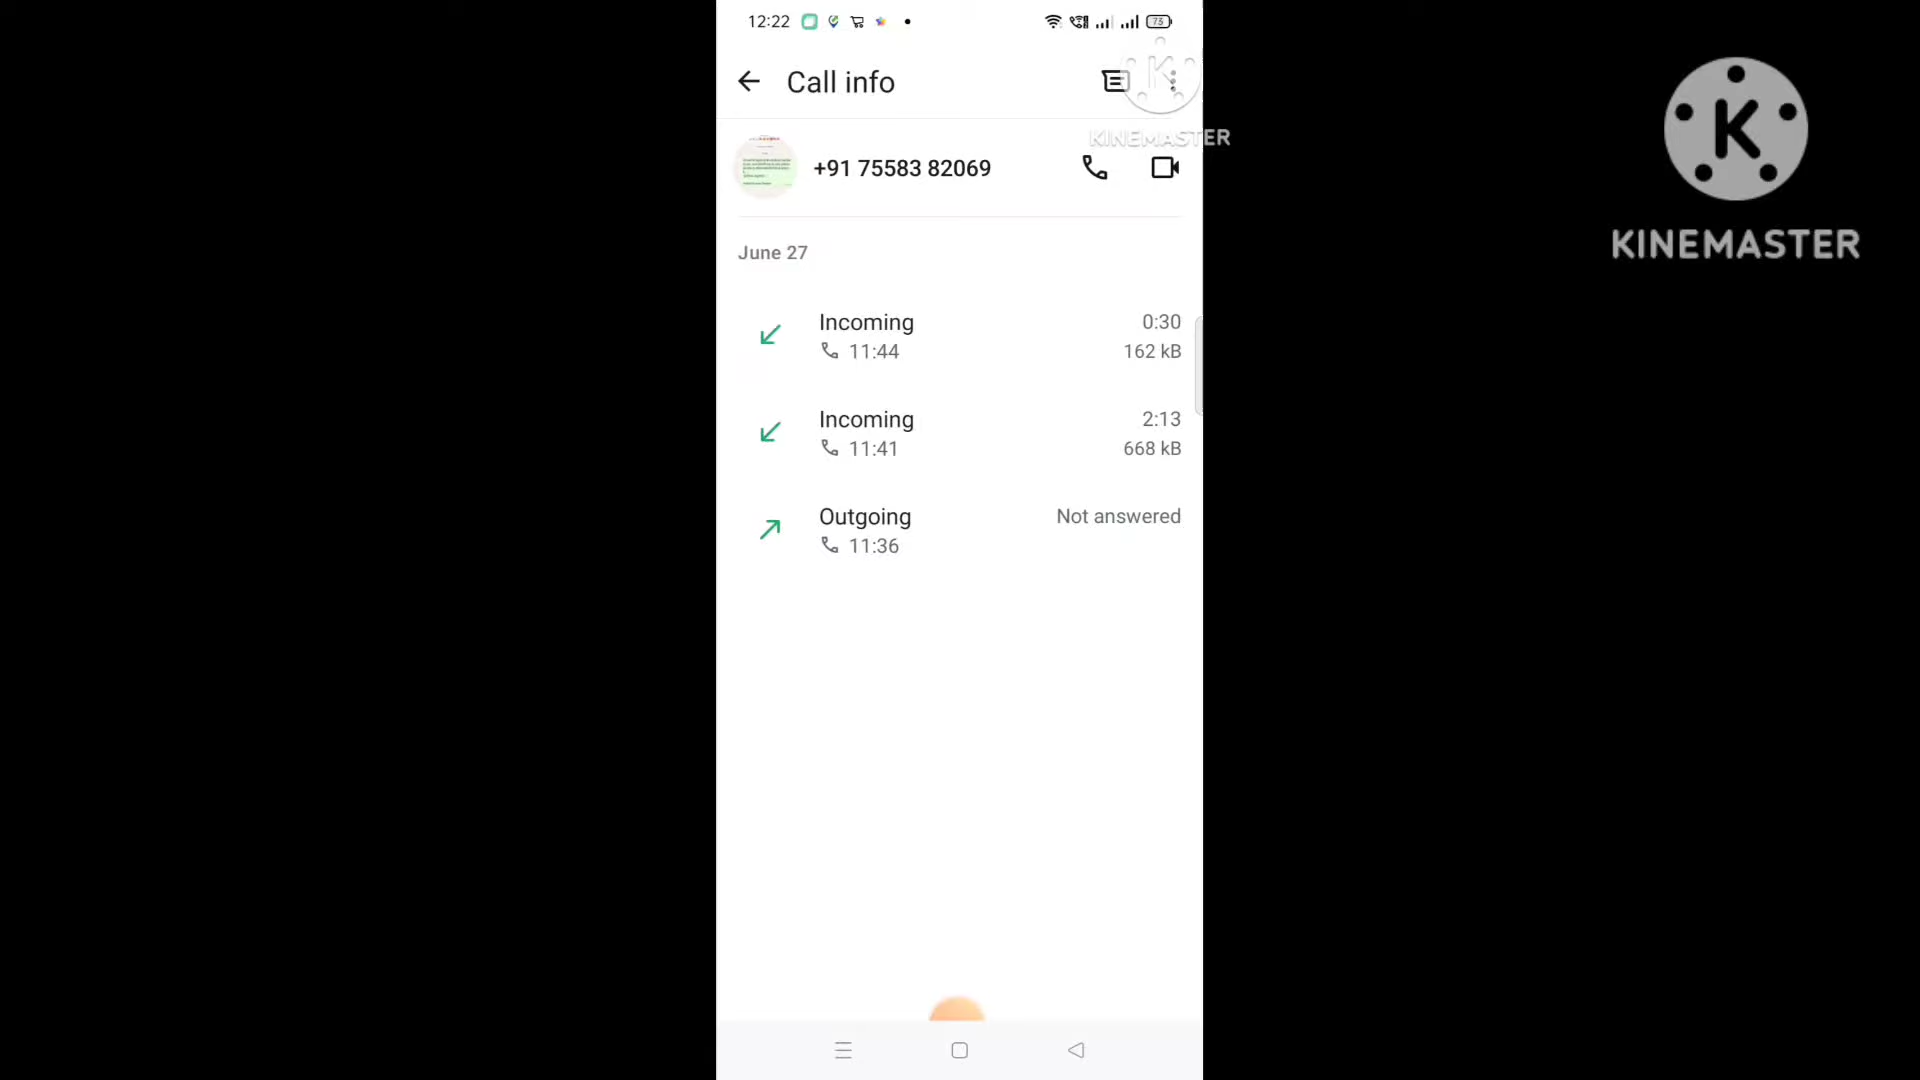 12:22
73
Call info
KINEMASTER
+91 75583 82069
June 27
Incoming
0:30
11:44
162 kB
Incoming
2:13
11:41
668 kB
Outgoing
Not answered
11:36
K
KINEMASTER